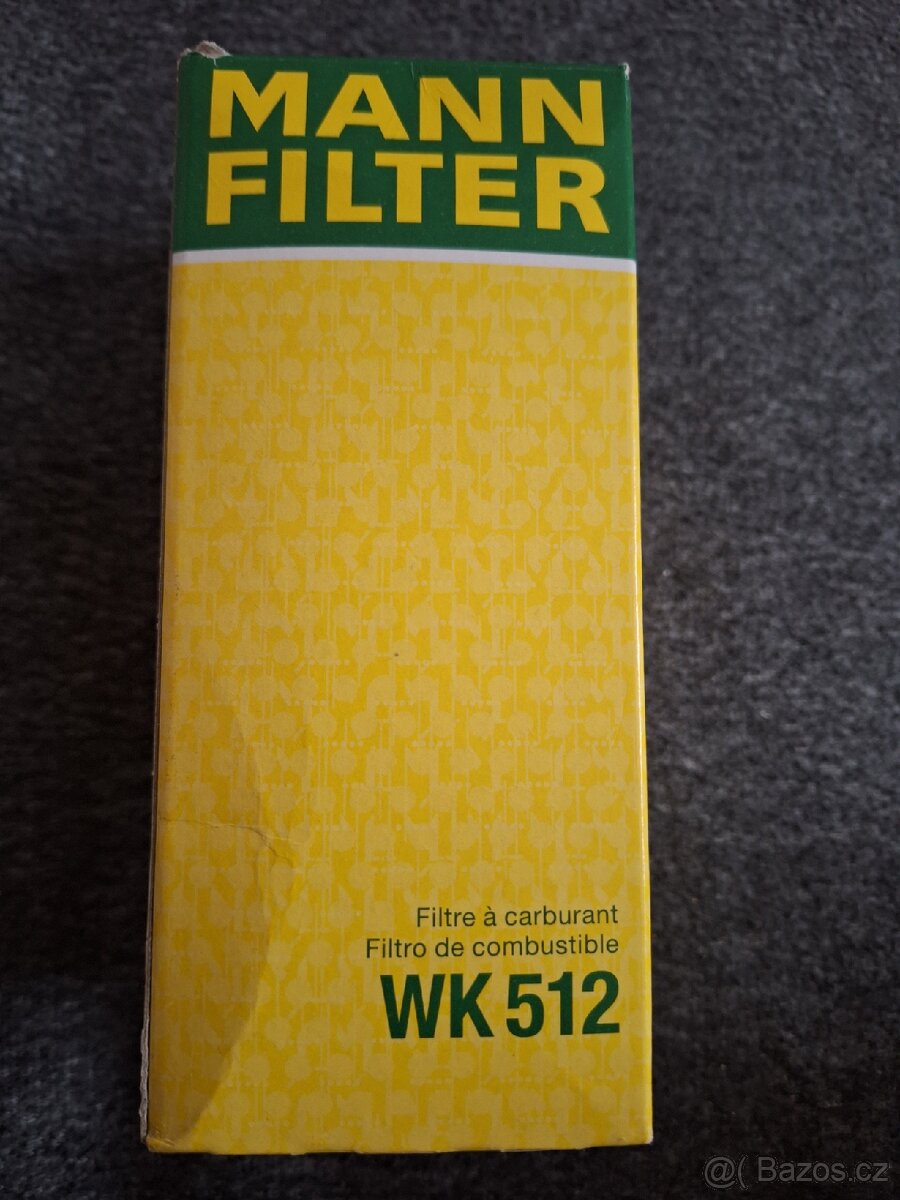 MANN
FILTER
Filtre à carburant
Filtro de combustible
WK 512
@( Bazos.cz